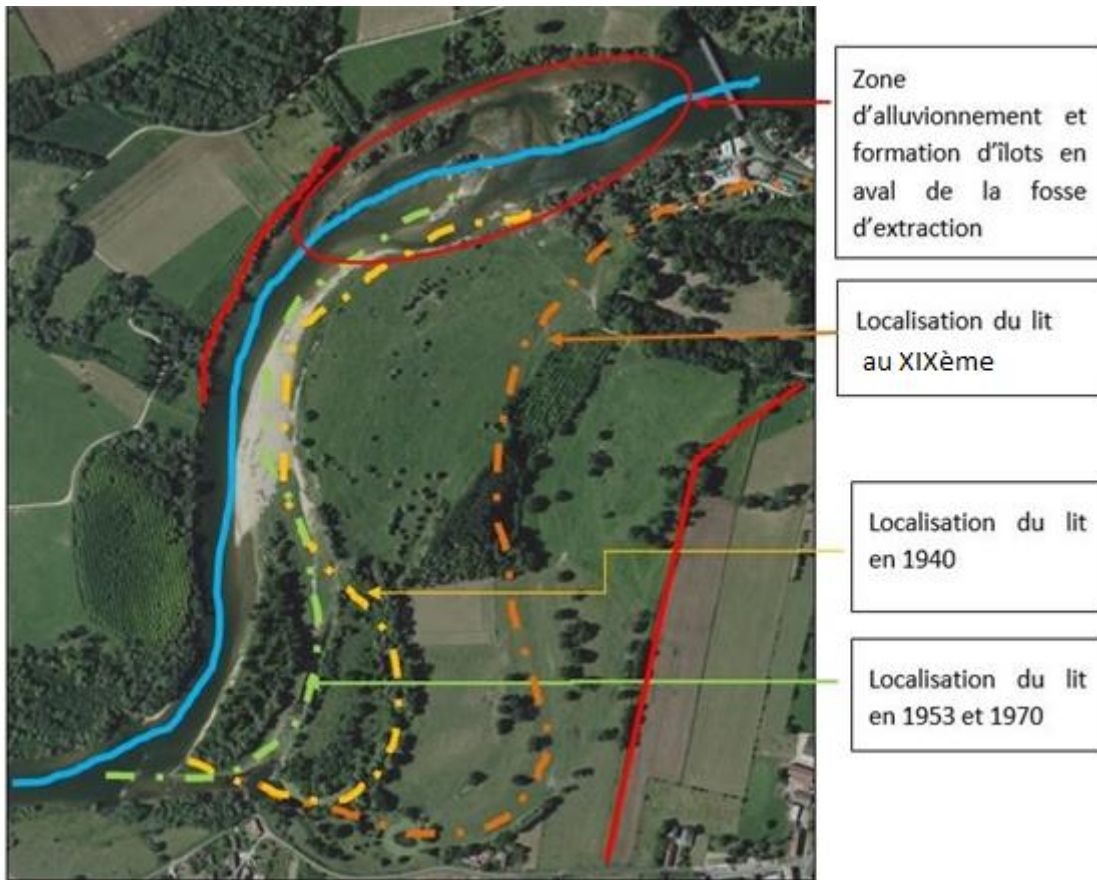 Zone
d’alluvionnement et
formation d’îlots en
aval de la fosse
d’extraction
Localisation du lit
au XIXème
Localisation du lit
en 1940
Localisation du lit
en 1953 et 1970